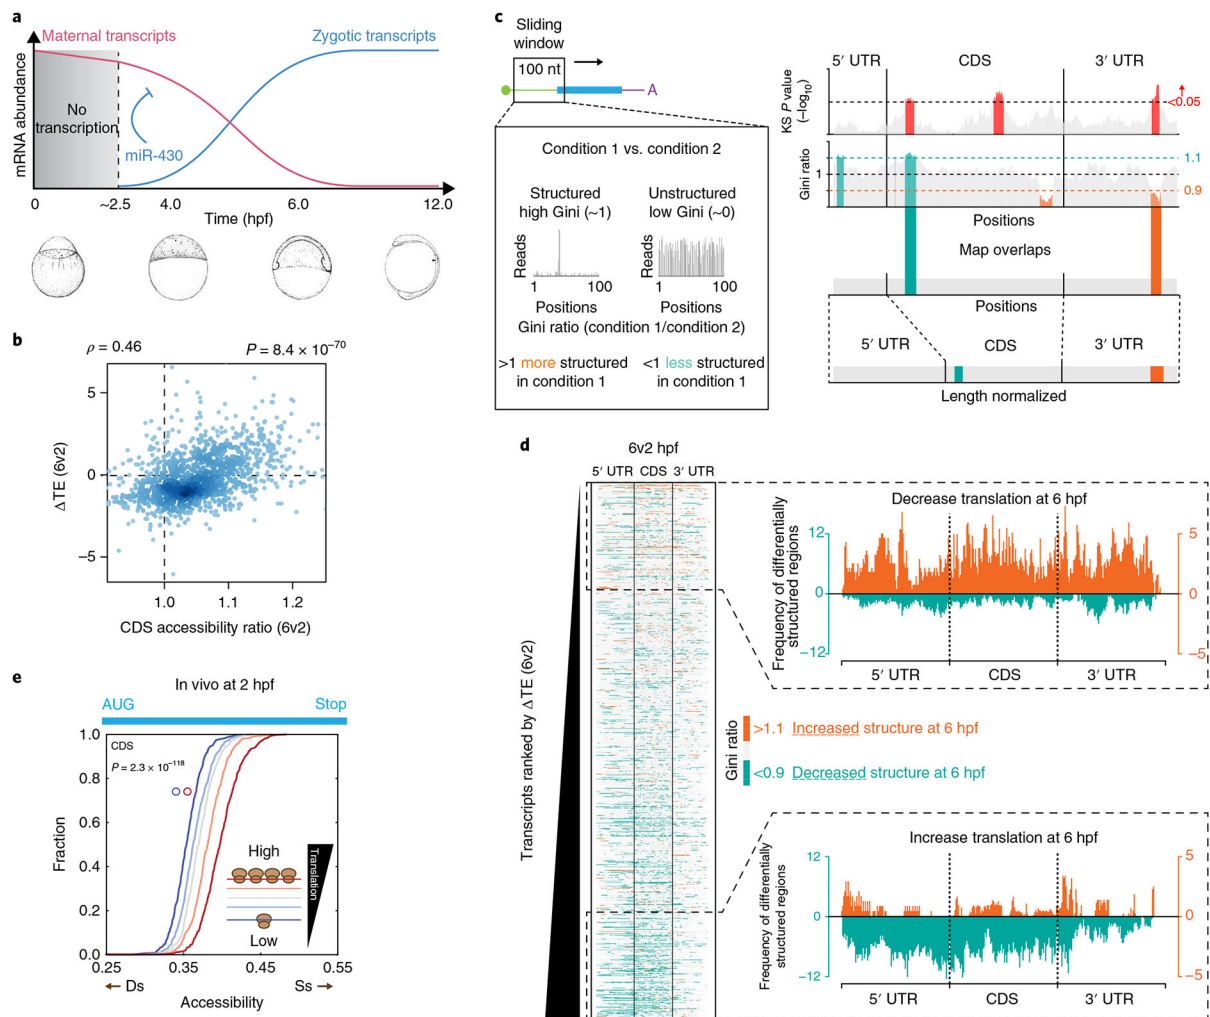 a
Maternal transcripts
Zygotic transcripts
mRNA abundance
No
transcription
miR-430
0
~2.5
4.0
6.0
12.0
Time (hpf)
b
ρ = 0.46
P = 8.4 × 10⁻⁷⁰
5
0
−5
ΔTE (6v2)
1.0
1.1
1.2
CDS accessibility ratio (6v2)
c
Sliding
window
100 nt
A
Condition 1 vs. condition 2
Structured
high Gini (~1)
Unstructured
low Gini (~0)
Reads
Reads
1
100
1
100
Positions
Positions
Gini ratio (condition 1/condition 2)
>1 more structured
in condition 1
<1 less structured
in condition 1
5′ UTR
CDS
3′ UTR
KS P value
(−log₁₀)
<0.05
Gini ratio
1
1.1
0.9
Positions
Map overlaps
Positions
5′ UTR
CDS
3′ UTR
Length normalized
d
6v2 hpf
5′ UTR
CDS
3′ UTR
Transcripts ranked by ΔTE (6v2)
Decrease translation at 6 hpf
Frequency of differentially
structured regions
12
0
−12
5
0
−5
5′ UTR
CDS
3′ UTR
Gini ratio
>1.1 Increased structure at 6 hpf
<0.9 Decreased structure at 6 hpf
Increase translation at 6 hpf
Frequency of differentially
structured regions
12
0
−12
5
0
−5
5′ UTR
CDS
3′ UTR
e
In vivo at 2 hpf
AUG
Stop
CDS
P = 2.3 × 10⁻¹¹⁸
1.0
0.8
0.6
0.4
0.2
0.0
Fraction
High
Low
Translation
0.25
0.35
0.45
0.55
Ds
Ss
Accessibility